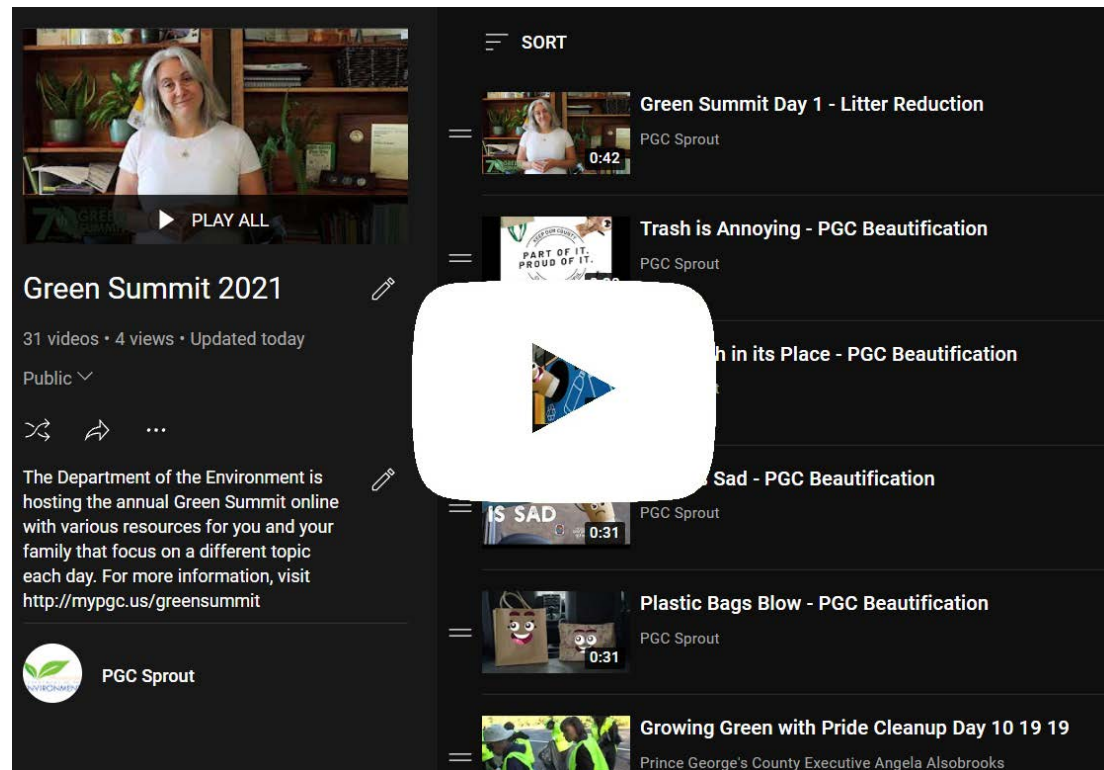 PLAY ALL
Green Summit 2021
31 videos • 4 views • Updated today
Public
The Department of the Environment is
hosting the annual Green Summit online
with various resources for you and your
family that focus on a different topic
each day. For more information, visit
http://mypgc.us/greensummit
PGC Sprout
SORT
Green Summit Day 1 - Litter Reduction
PGC Sprout
0:42
Trash is Annoying - PGC Beautification
PGC Sprout
PART OF IT.
PROUD OF IT.
in its Place - PGC Beautification
Sad - PGC Beautification
PGC Sprout
IS SAD
0:31
Plastic Bags Blow - PGC Beautification
PGC Sprout
0:31
Growing Green with Pride Cleanup Day 10 19 19
Prince George's County Executive Angela Alsobrooks